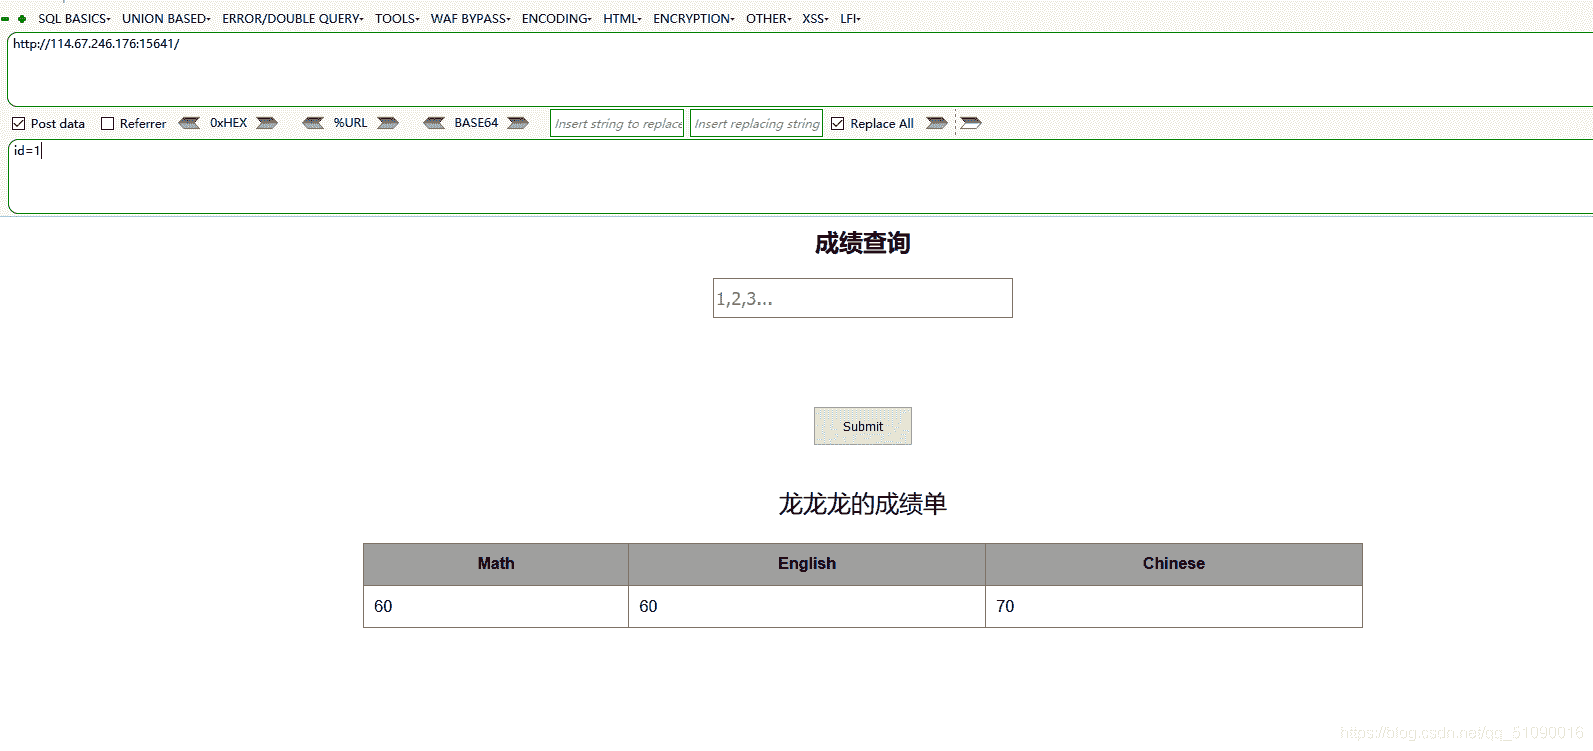 SQL BASICS UNION BASED ERROR/DOUBLE QUERY TOOLS WAF BYPASS ENCODING HTML ENCRYPTION OTHER XSS LFI
http://114.67.246.176:15641/
Post data Referrer 0xHEX %URL BASE64 Insert string to replace Insert replacing string Replace All
id=1
成绩查询
1,2,3...
Submit
龙龙龙的成绩单
Math English Chinese
60 60 70
https://blog.csdn.net/qq_51090016